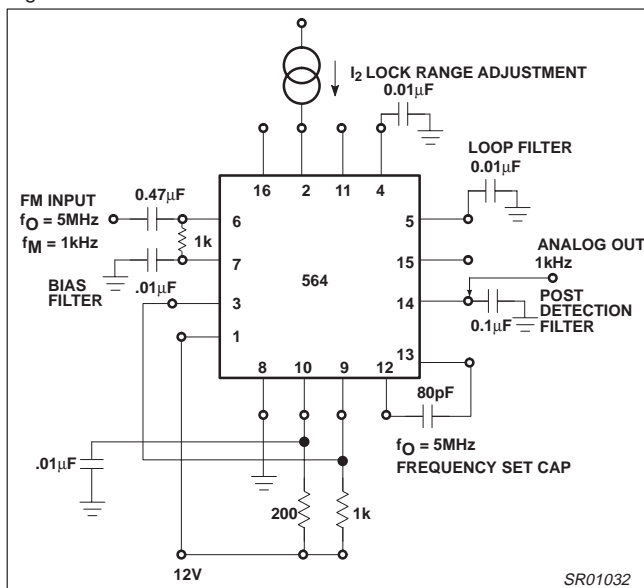 I2 LOCK RANGE ADJUSTMENT
0.01µF
16 2 11 4
LOOP FILTER
0.01µF
FM INPUT
fO = 5MHz
fM = 1kHz
0.47µF
6
1k
7
5
15
ANALOG OUT
1kHz
BIAS
FILTER
.01µF
564
3
14
0.1µF
POST
DETECTION
FILTER
1
13
8 10 9 12
80pF
fO = 5MHz
FREQUENCY SET CAP
.01µF
200
1k
12V
SR01032